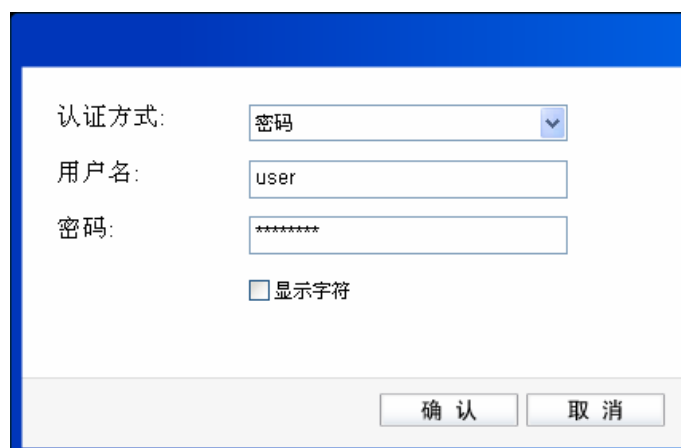 认证方式: 密码
用户名: user
密码: ********
显示字符
确 认 取 消